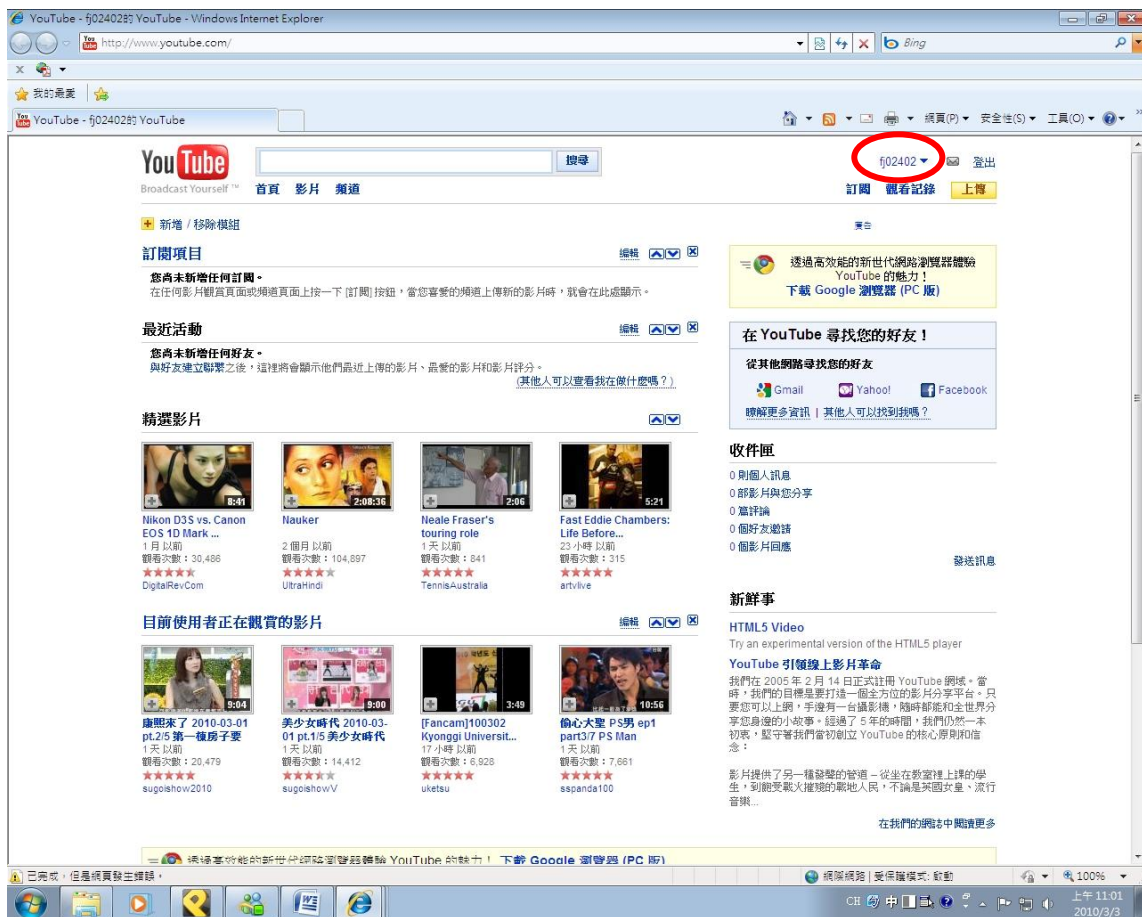 YouTube - fj02402的 YouTube - Windows Internet Explorer
http://www.youtube.com/
Bing
我的最愛
YouTube - fj02402的 YouTube
網頁(P) 安全性(S) 工具(O)
YouTube
Broadcast Yourself ™
搜尋
fj02402 登出
首頁 影片 頻道
訂閱 觀看記錄 上傳
新增 / 移除模組
訂閱項目 編輯
您尚未新增任何訂閱。
在任何影片觀賞頁面或頻道頁面上按一下 [訂閱] 按鈕,當您喜愛的頻道上傳新的影片時,就會在此處顯示。
最近活動 編輯
您尚未新增任何好友。
與好友建立聯繫之後,這裡將會顯示他們最近上傳的影片、最愛的影片和影片評分。
(其他人可以查看我在做什麼嗎?)
精選影片
8:41
2:08:36
2:06
5:21
Nikon D3S vs. Canon
EOS 1D Mark ...
1 月 以前
觀看次數:30,486
DigitalRevCom
Nauker
2 個月 以前
觀看次數:104,897
UltraHindi
Neale Fraser's
touring role
1 天 以前
觀看次數:841
TennisAustralia
Fast Eddie Chambers:
Life Before...
23 小時 以前
觀看次數:315
artvlive
目前使用者正在觀賞的影片 編輯
9:04
9:00
3:49
10:56
康熙來了 2010-03-01
pt.2/5 第一棟房子要
1 天 以前
觀看次數:20,479
sugoishow2010
美少女時代 2010-03-
01 pt.1/5 美少女時代
1 天 以前
觀看次數:14,412
sugoishowV
[Fancam]100302
Kyonggi Universit...
17 小時 以前
觀看次數:6,928
uketsu
偷心大聖 PS男 ep1
part3/7 PS Man
1 天 以前
觀看次數:7,661
sspanda100
廣告
透過高效能的新世代網路瀏覽器體驗
YouTube 的魅力!
下載 Google 瀏覽器 (PC 版)
在 YouTube 尋找您的好友!
從其他網路尋找您的好友
Gmail Yahoo! Facebook
瞭解更多資訊 | 其他人可以找到我嗎?
收件匣
0 則個人訊息
0 部影片與您分享
0 篇評論
0 個好友邀請
0 個影片回應
發送訊息
新鮮事
HTML5 Video
Try an experimental version of the HTML5 player
YouTube 引領線上影片革命
我們在 2005 年 2 月 14 日正式註冊 YouTube 網域。當
時,我們的目標是要打造一個全方位的影片分享平台。只
要您可以上網,手邊有一台攝影機,隨時都能和全世界分
享您身邊的小故事。經過了 5 年的時間,我們仍然一本
初衷,堅守著我們當初創立 YouTube 的核心原則和信
念:
影片提供了另一種發聲的管道 – 從坐在教室裡上課的學
生,到飽受戰火摧殘的戰地人民,不論是英國女皇、流行
音樂...
在我們的網誌中閱讀更多
透過高效能的新世代網路瀏覽器體驗 YouTube 的魅力! 下載 Google 瀏覽器 (PC 版)
已完成,但是網頁發生錯誤。
網際網路 | 受保護模式: 啟動
100%
CH 中
上午 11:01
2010/3/3